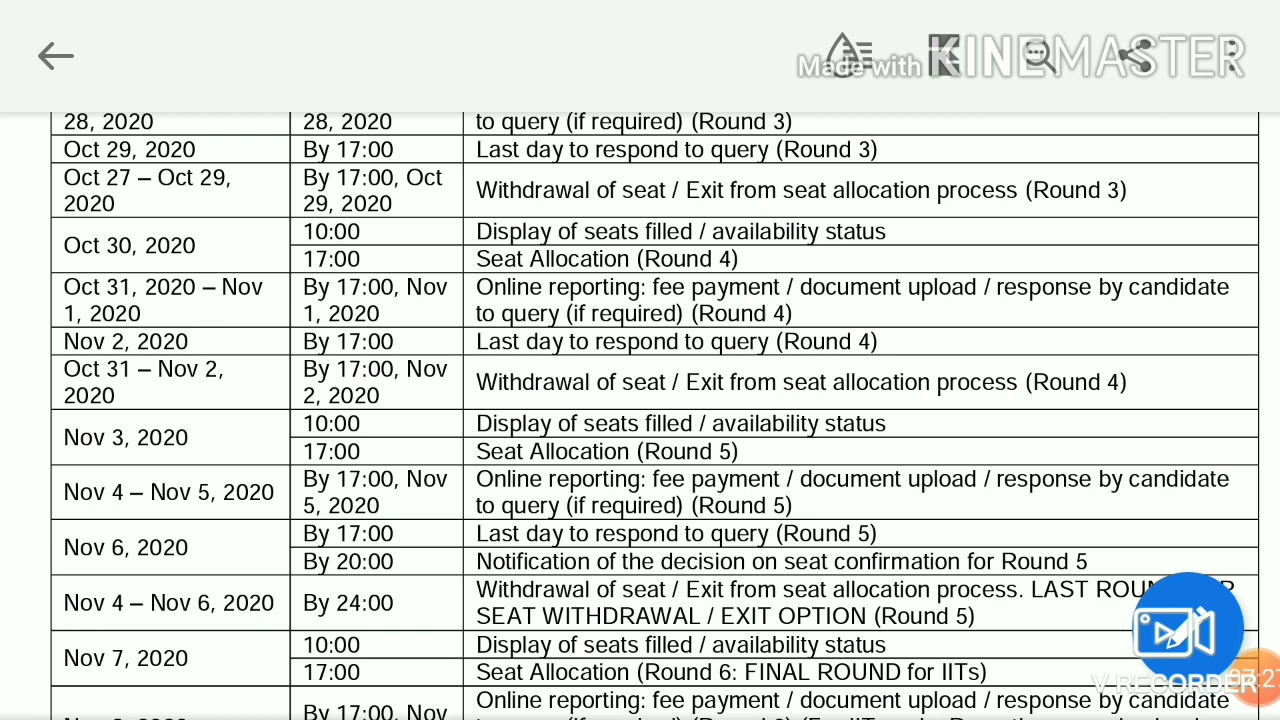 Made with KINEMASTER
28, 2020 28, 2020 to query (if required) (Round 3)
Oct 29, 2020 By 17:00 Last day to respond to query (Round 3)
Oct 27 – Oct 29, By 17:00, Oct Withdrawal of seat / Exit from seat allocation process (Round 3)
2020 29, 2020
Oct 30, 2020 10:00 Display of seats filled / availability status
17:00 Seat Allocation (Round 4)
Oct 31, 2020 – Nov By 17:00, Nov Online reporting: fee payment / document upload / response by candidate
1, 2020 1, 2020 to query (if required) (Round 4)
Nov 2, 2020 By 17:00 Last day to respond to query (Round 4)
Oct 31 – Nov 2, By 17:00, Nov Withdrawal of seat / Exit from seat allocation process (Round 4)
2020 2, 2020
Nov 3, 2020 10:00 Display of seats filled / availability status
17:00 Seat Allocation (Round 5)
Nov 4 – Nov 5, 2020 By 17:00, Nov Online reporting: fee payment / document upload / response by candidate
5, 2020 to query (if required) (Round 5)
Nov 6, 2020 By 17:00 Last day to respond to query (Round 5)
By 20:00 Notification of the decision on seat confirmation for Round 5
Nov 4 – Nov 6, 2020 By 24:00 Withdrawal of seat / Exit from seat allocation process. LAST
SEAT WITHDRAWAL / EXIT OPTION (Round 5)
Nov 7, 2020 10:00 Display of seats filled / availability status
17:00 Seat Allocation (Round 6: FINAL ROUND for IITs)
V RECORDER
By 17:00, Nov Online reporting: fee payment / document upload / response by candidate